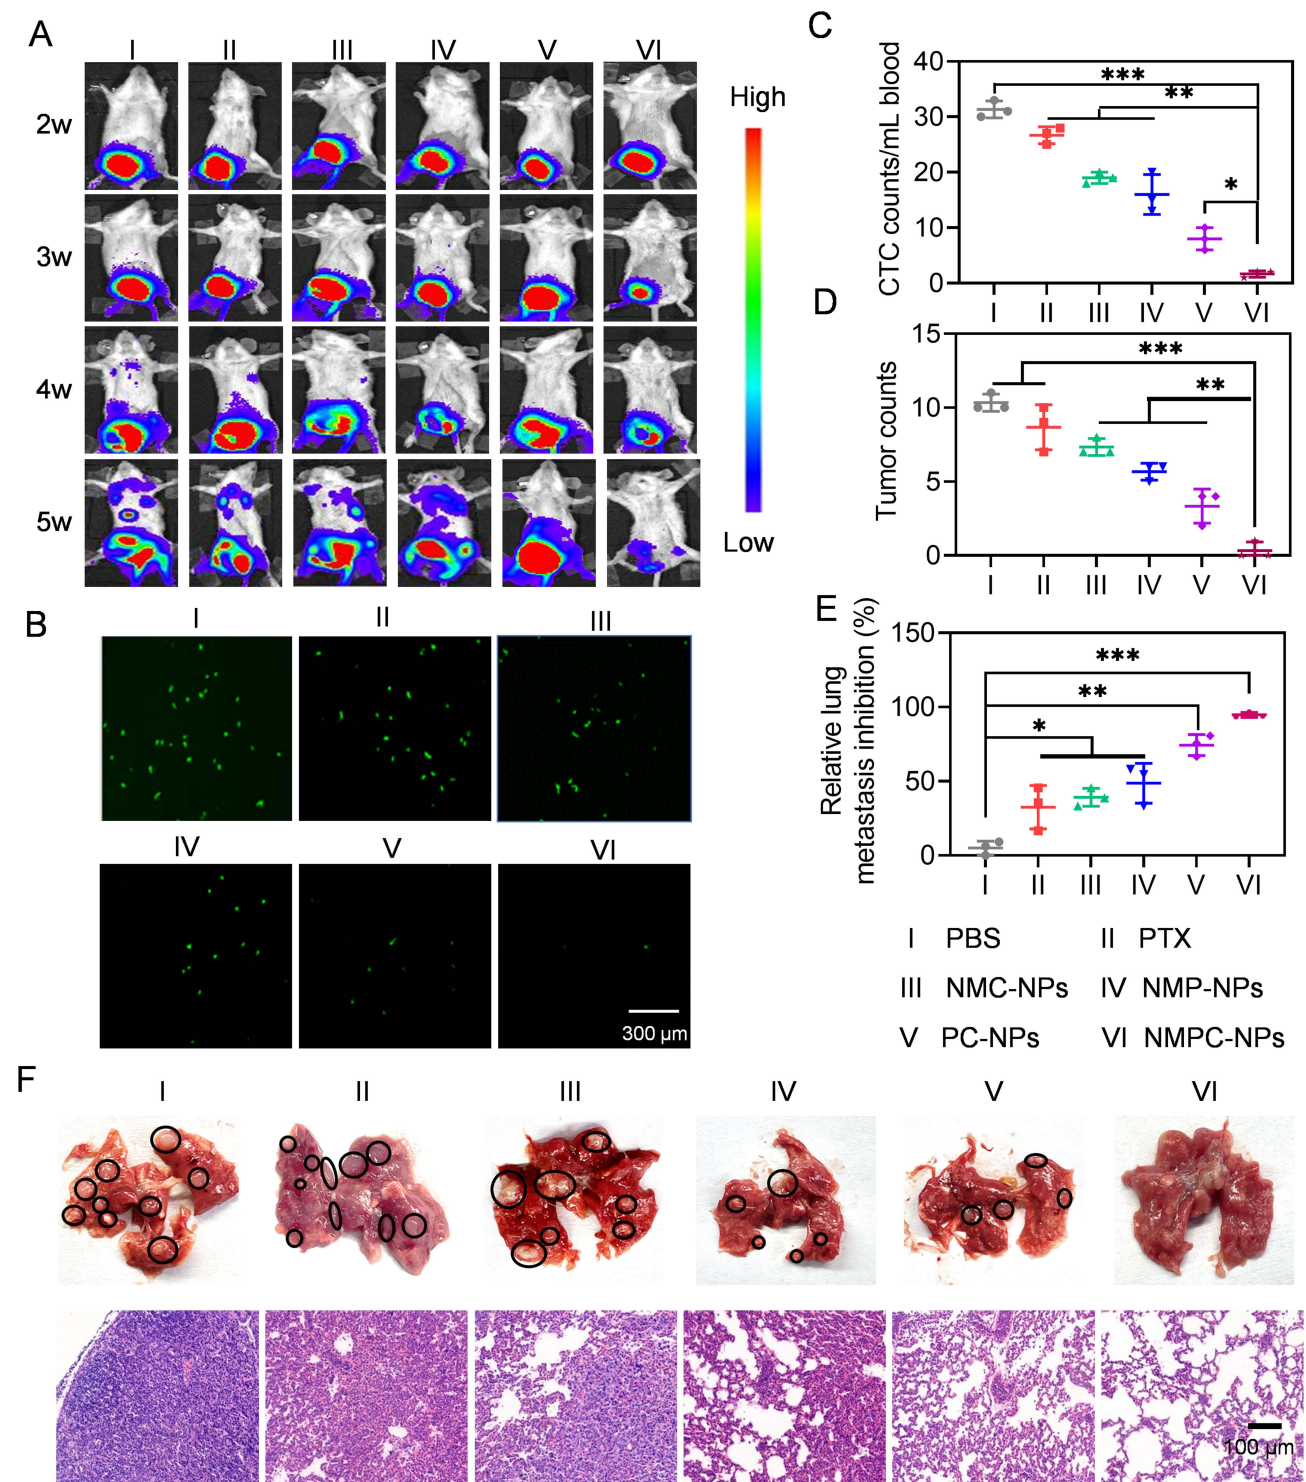 A
I II III IV V VI
2w
3w
4w
5w
High
Low
B
I II III
IV V VI
300 μm
C
CTC counts/mL blood
40
30
20
10
0
***
**
*
I II III IV V VI
D
Tumor counts
15
10
5
0
***
**
I II III IV V VI
E
Relative lung
metastasis inhibition (%)
150
100
50
0
***
**
*
I II III IV V VI
I PBS II PTX
III NMC-NPs IV NMP-NPs
V PC-NPs VI NMPC-NPs
F
I II III IV V VI
100 μm